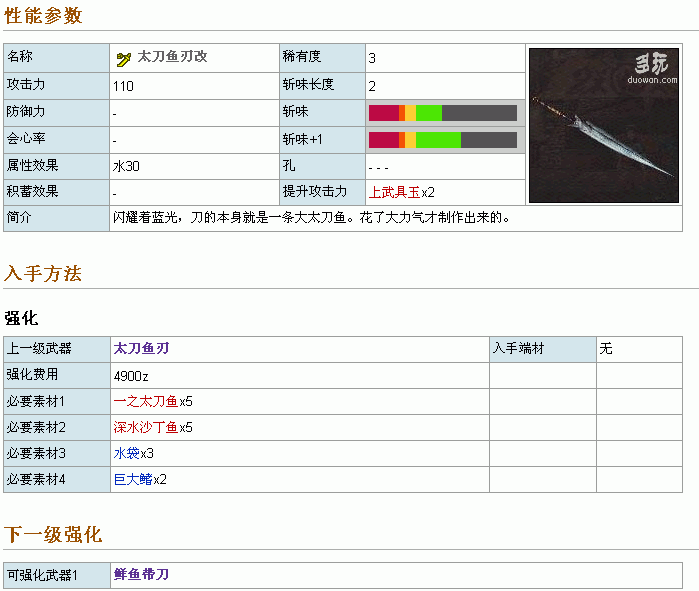 性能参数
名称 太刀鱼刃改 稀有度 3
攻击力 110 斩味长度 2
防御力 - 斩味
会心率 - 斩味+1
属性效果 水30 孔 - - -
积蓄效果 - 提升攻击力 上武具玉x2
简介 闪耀着蓝光，刀的本身就是一条大太刀鱼。花了大力气才制作出来的。
多玩
duowan.com
入手方法
强化
上一级武器 太刀鱼刃 入手端材 无
强化费用 4900z
必要素材1 一之太刀鱼x5
必要素材2 深水沙丁鱼x5
必要素材3 水袋x3
必要素材4 巨大鳍x2
下一级强化
可强化武器1 鲜鱼带刀